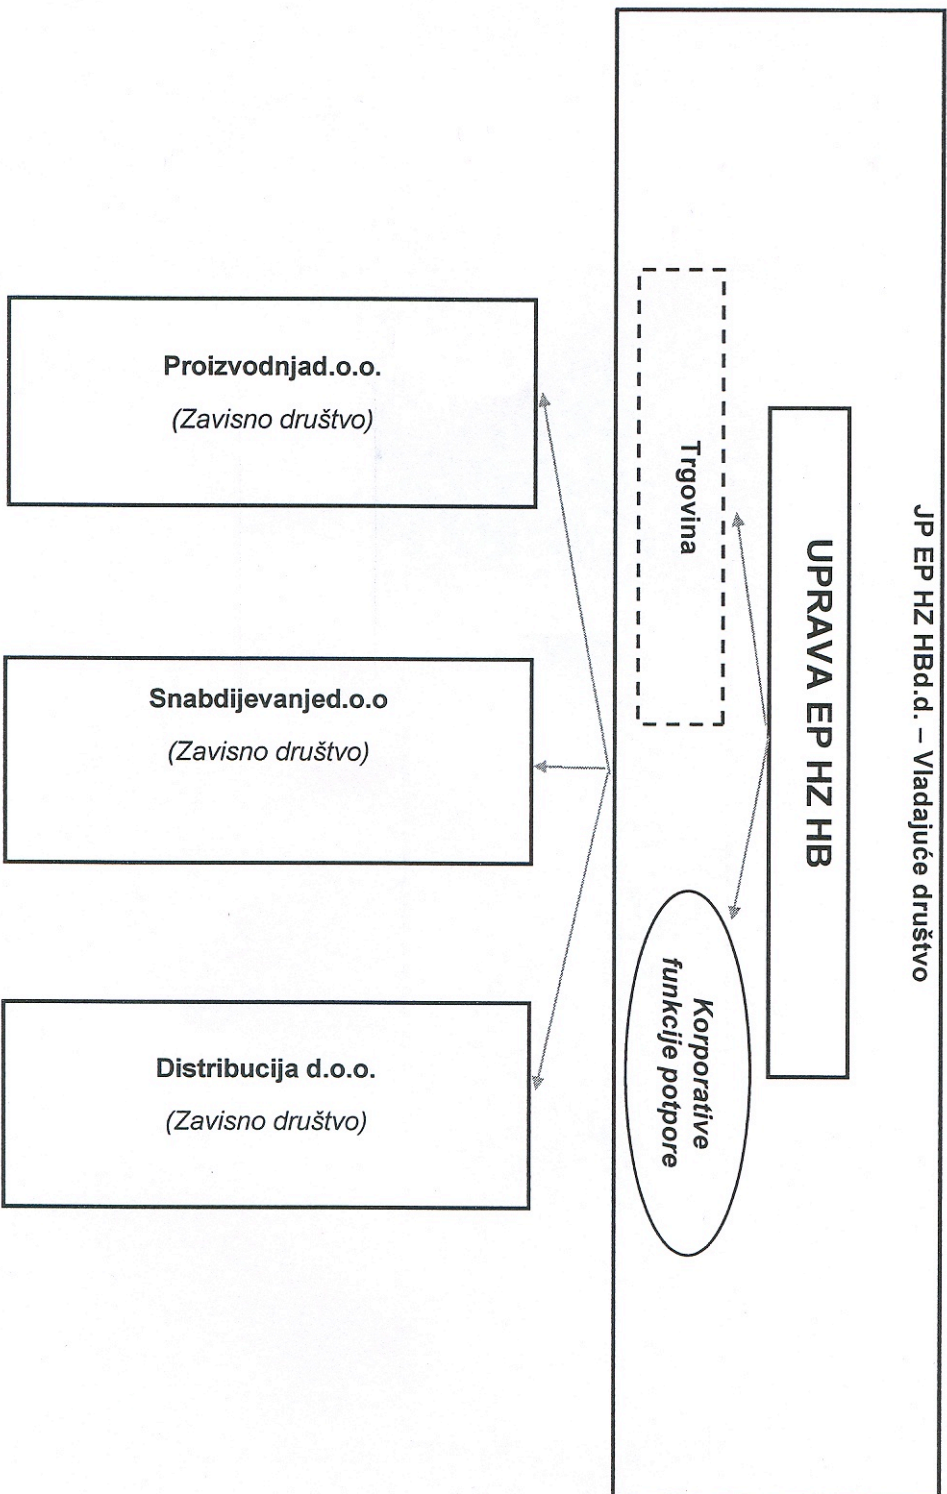 JP EP HZ HBd.d. – Vladajuće društvo
UPRAVA EP HZ HB
Trgovina
Korporative
funkcije potpore
Proizvodnjad.o.o.
(Zavisno društvo)
Snabdijevanjed.o.o
(Zavisno društvo)
Distribucija d.o.o.
(Zavisno društvo)